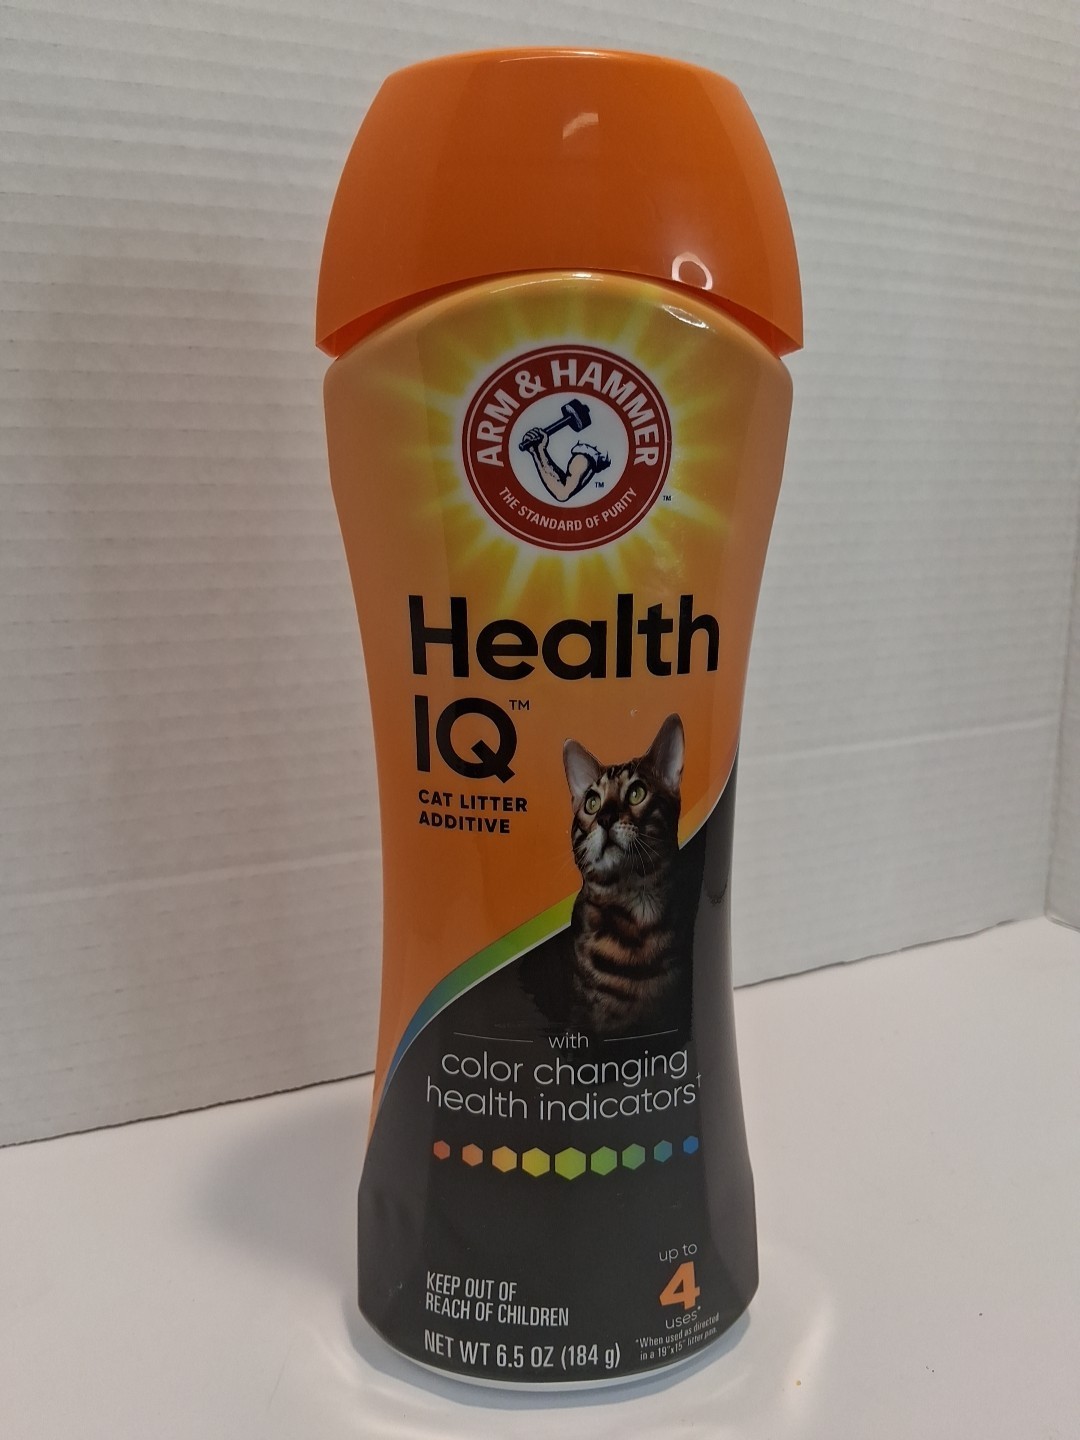 ARM & HAMMER
TM
THE STANDARD OF PURITY
TM
Health
IQ™
CAT LITTER
ADDITIVE
with
color changing
health indicators†
up to
4
uses*
*When used as directed
in a 19"x15" litter pan.
KEEP OUT OF
REACH OF CHILDREN
NET WT 6.5 OZ (184 g)